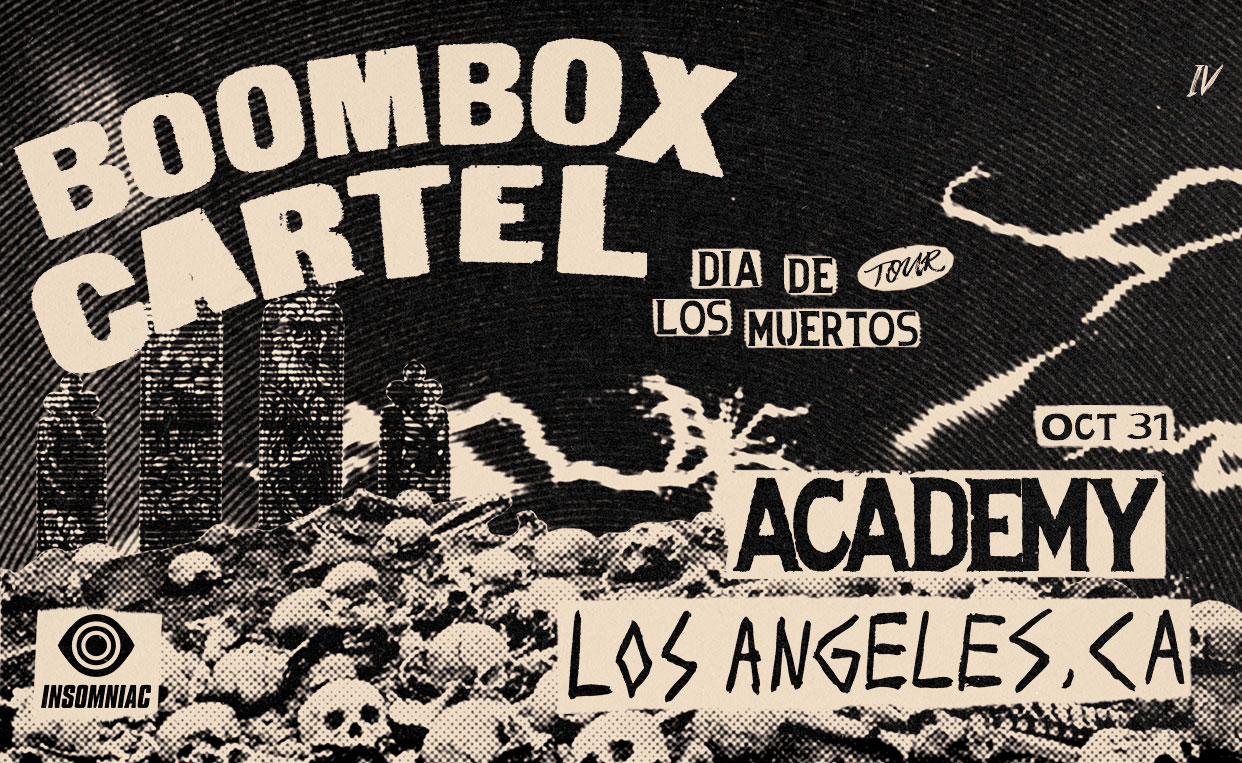 BOOMBOX
CARTEL
IV
DIA DE TOUR
LOS MUERTOS
OCT 31
ACADEMY
LOS ANGELES, CA
INSOMNIAC